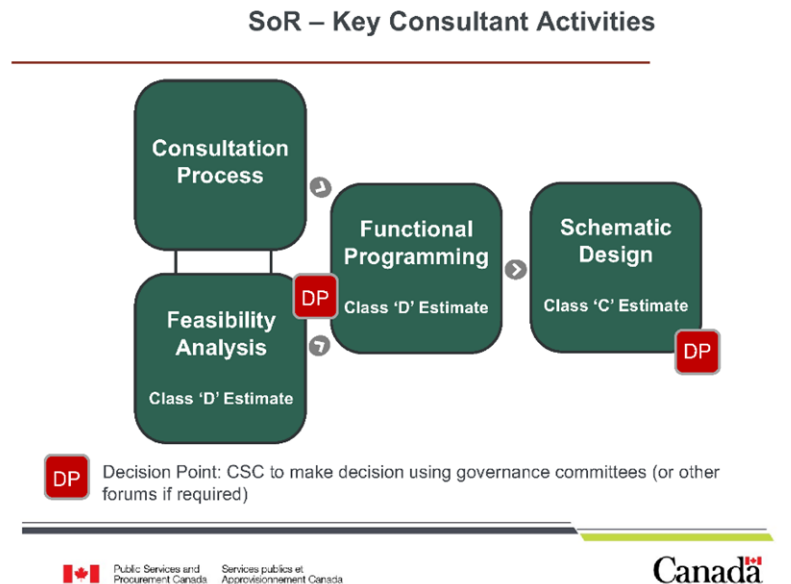 SoR – Key Consultant Activities
Consultation
Process
Functional
Programming
Class ‘D’ Estimate
Schematic
Design
Class ‘C’ Estimate
DP
Feasibility
Analysis
Class ‘D’ Estimate
DP
DP
Decision Point: CSC to make decision using governance committees (or other
forums if required)
Public Services and
Procurement Canada
Services publics et
Approvisionnement Canada
Canada